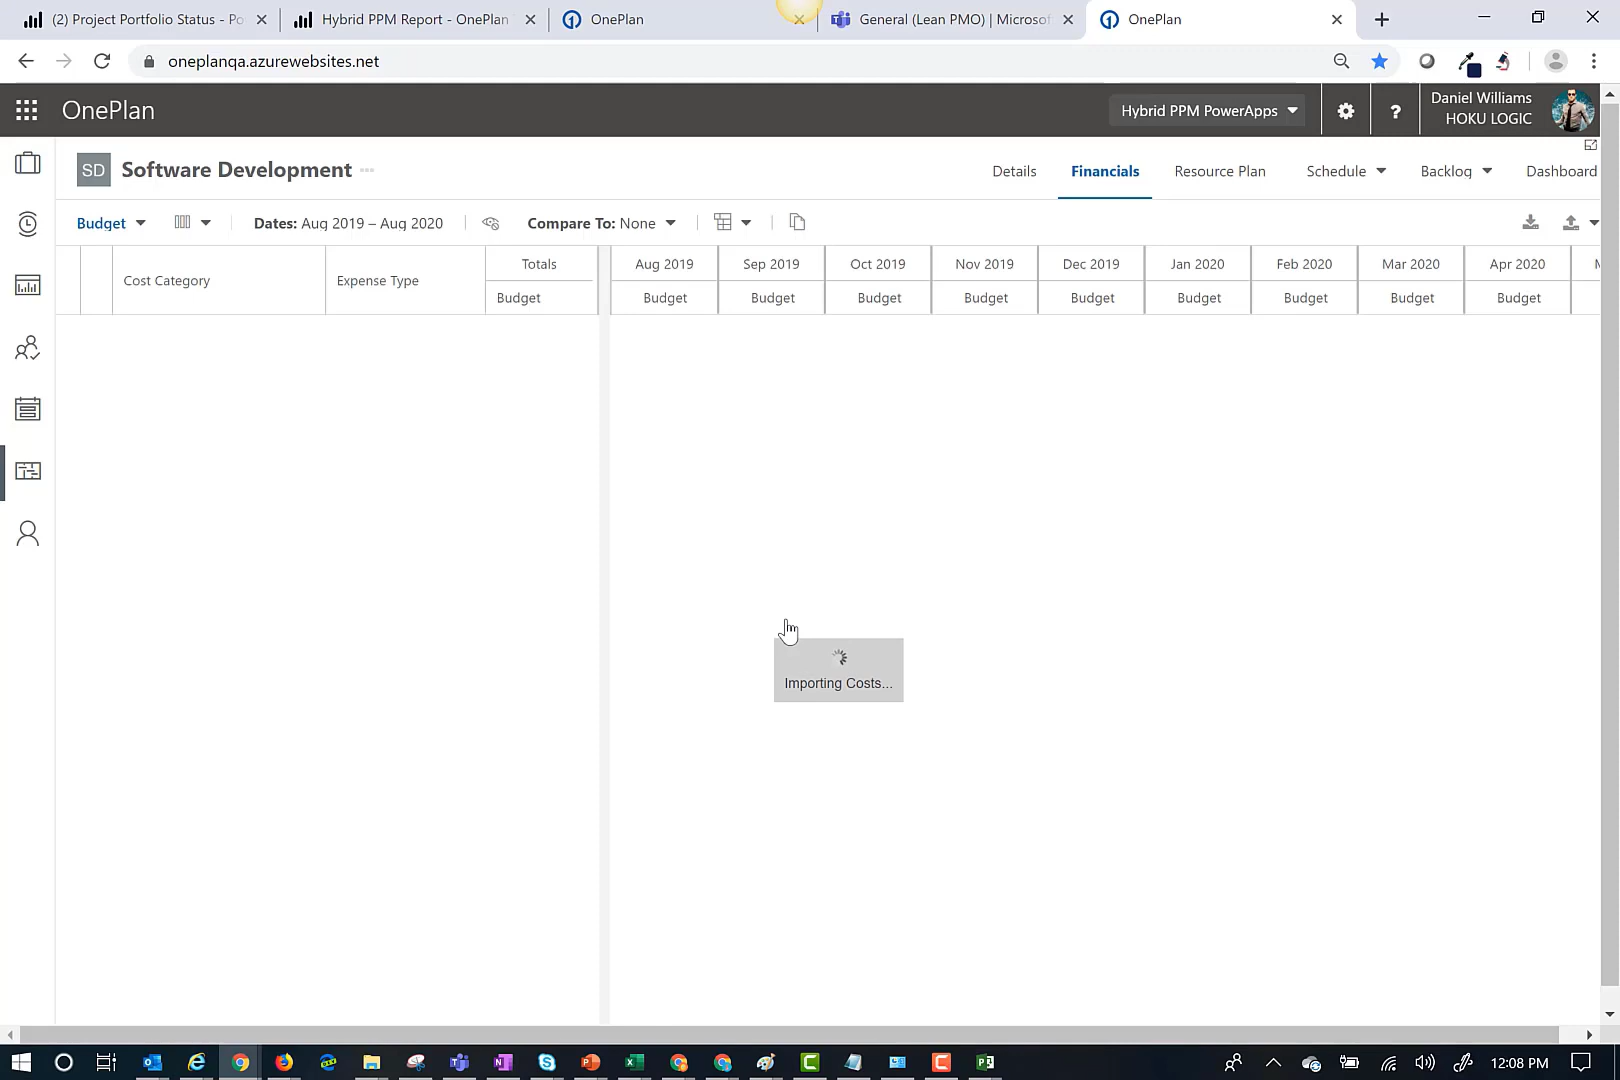 (2) Project Portfolio Status - Po
Hybrid PPM Report - OnePlan
OnePlan
General (Lean PMO) | Microsof
OnePlan
oneplanqa.azurewebsites.net
OnePlan
Hybrid PPM PowerApps
?
Daniel Williams
HOKU LOGIC
SD
Software Development
Details
Financials
Resource Plan
Schedule
Backlog
Dashboard
Budget
Dates: Aug 2019 – Aug 2020
Compare To: None
Cost Category
Expense Type
Totals
Budget
Aug 2019
Sep 2019
Oct 2019
Nov 2019
Dec 2019
Jan 2020
Feb 2020
Mar 2020
Apr 2020
Budget
Budget
Budget
Budget
Budget
Budget
Budget
Budget
Budget
Importing Costs...
12:08 PM